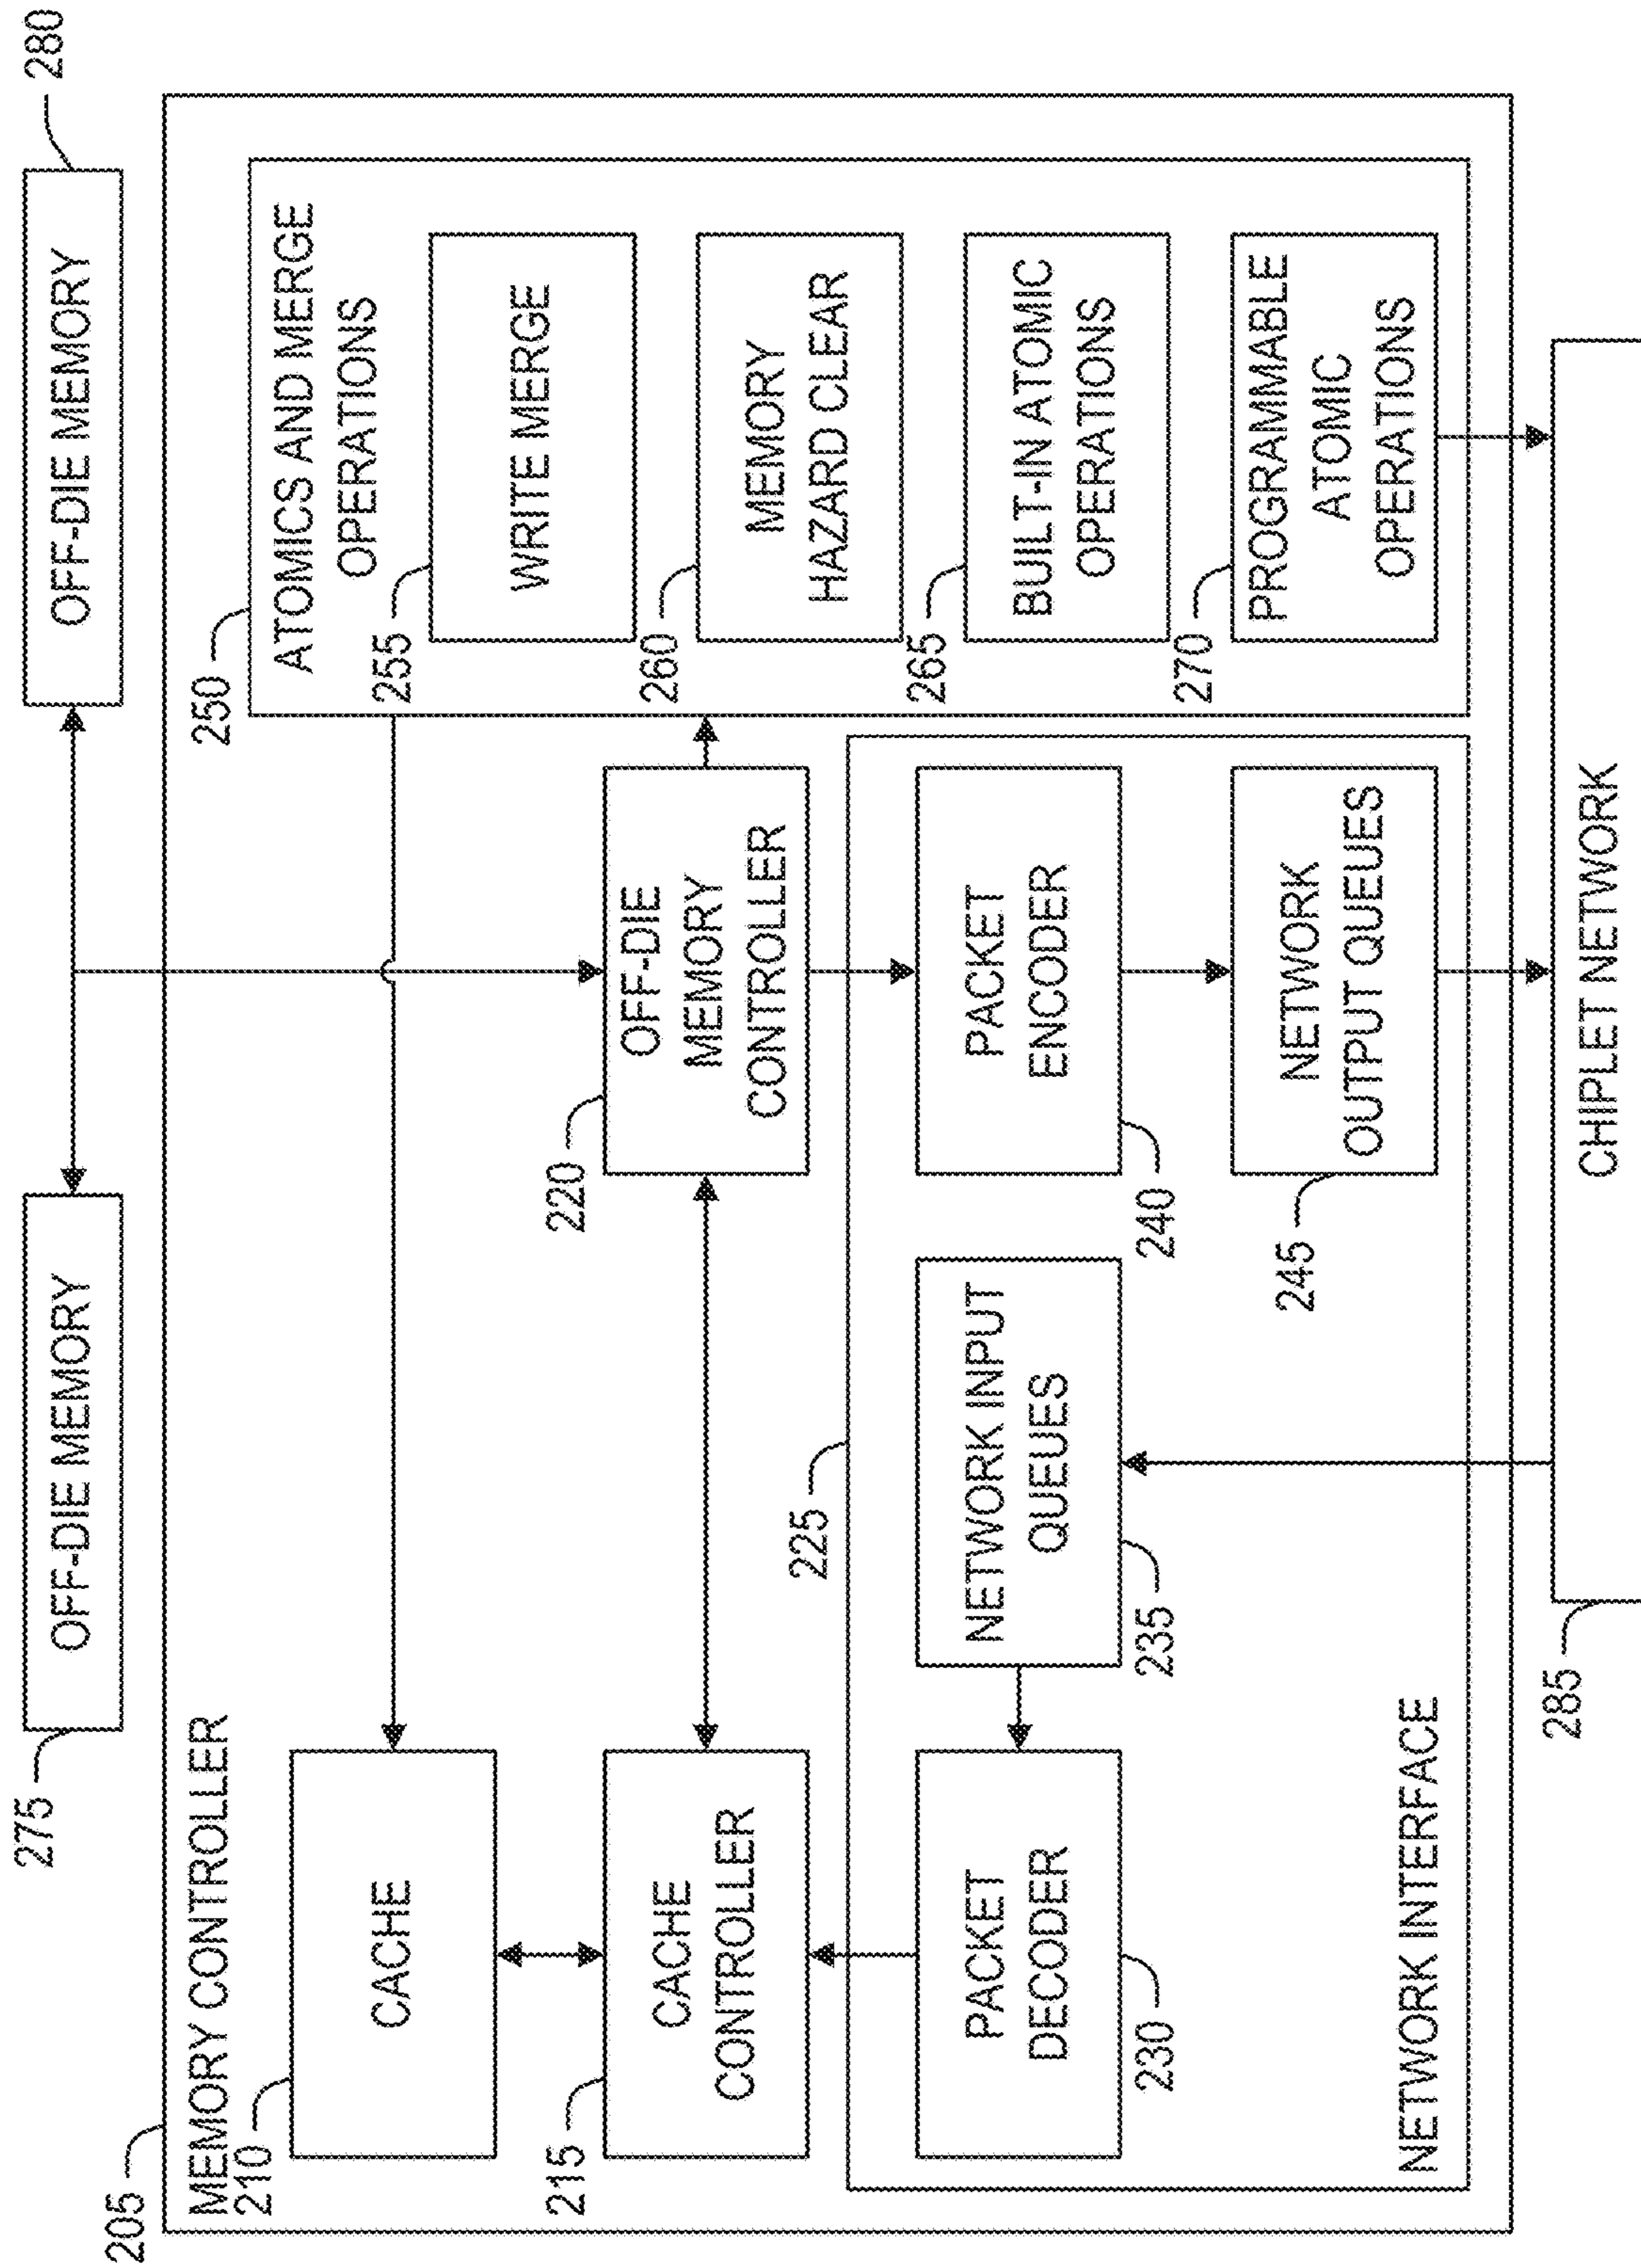 275
OFF-DIE MEMORY
OFF-DIE MEMORY
280
205
MEMORY CONTROLLER
210
CACHE
250
ATOMICS AND MERGE
OPERATIONS
255
WRITE MERGE
215
CACHE
CONTROLLER
220
OFF-DIE
MEMORY
CONTROLLER
260
MEMORY
HAZARD CLEAR
225
PACKET
DECODER
230
NETWORK INPUT
QUEUES
235
PACKET
ENCODER
240
265
BUILT-IN ATOMIC
OPERATIONS
NETWORK INTERFACE
245
NETWORK
OUTPUT QUEUES
270
PROGRAMMABLE
ATOMIC
OPERATIONS
285
CHIPLET NETWORK